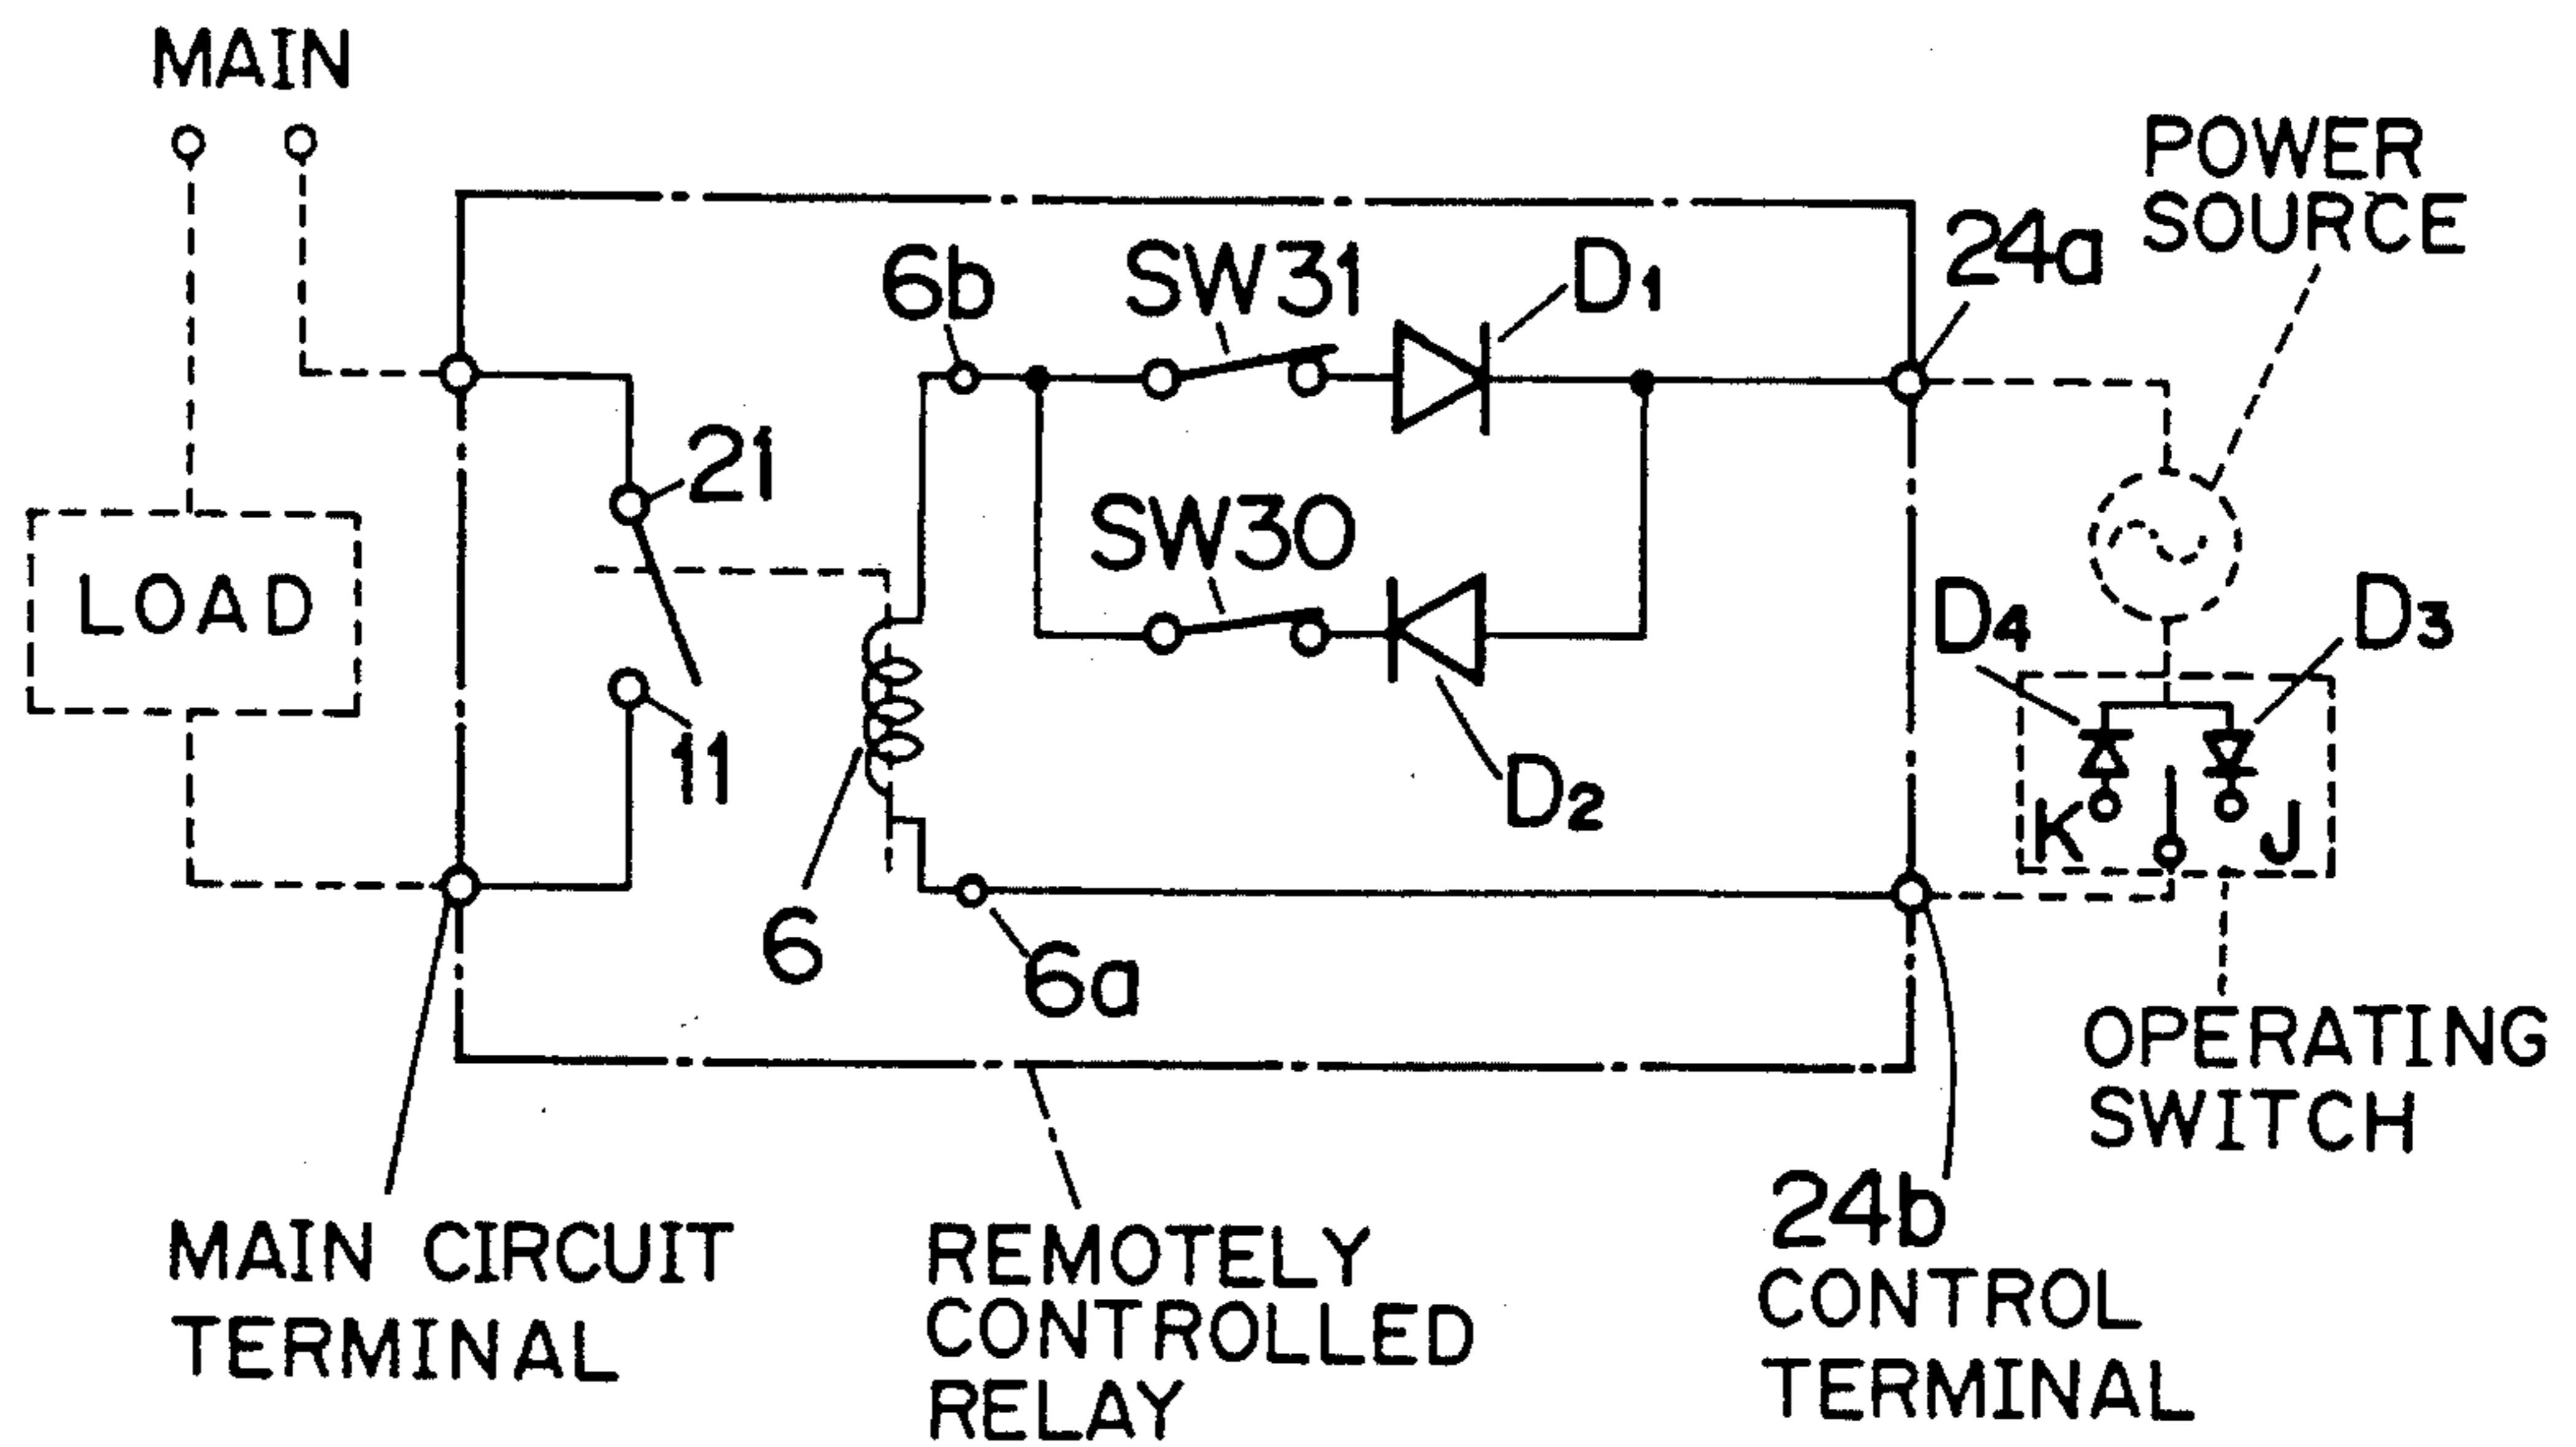 MAIN
POWER
SOURCE
24a
6b
SW31
D1
21
SW30
LOAD
D4
D3
11
D2
K
J
6
6a
OPERATING
SWITCH
24b
MAIN CIRCUIT
TERMINAL
REMOTELY
CONTROLLED
RELAY
CONTROL
TERMINAL